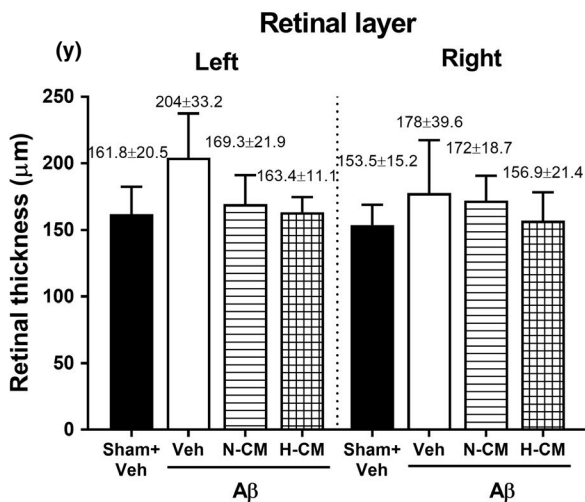 Retinal layer
(y)
Left
Right
Retinal thickness (μm)
250
200
150
100
50
0
161.8±20.5
204±33.2
169.3±21.9
163.4±11.1
153.5±15.2
178±39.6
172±18.7
156.9±21.4
Sham+
Veh
Veh
N-CM
H-CM
Sham+
Veh
Veh
N-CM
H-CM
Aβ
Aβ